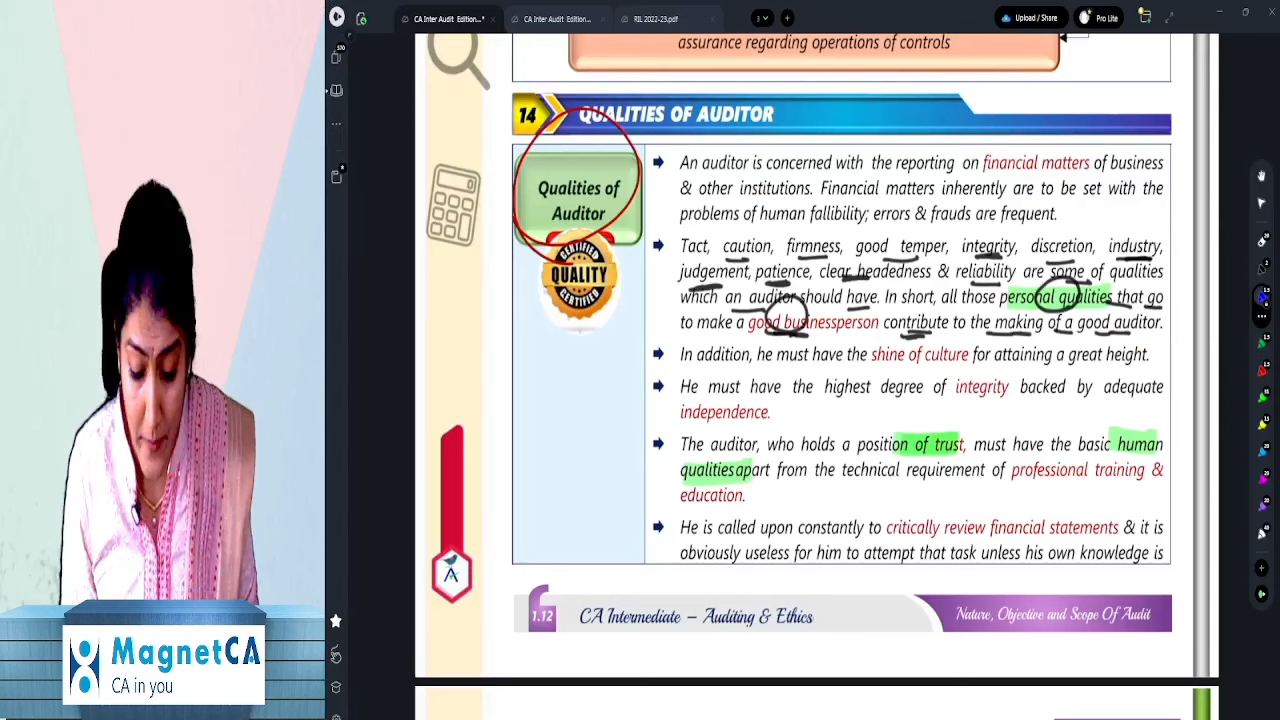 CA Inter Audit Edition...*
CA Inter Audit Edition...
RIL 2022-23.pdf
3
Upload / Share
Pro Lite
570
assurance regarding operations of controls
14
QUALITIES OF AUDITOR
Qualities of
Auditor
CERTIFIED
QUALITY
CERTIFIED
An auditor is concerned with the reporting on financial matters of business
& other institutions. Financial matters inherently are to be set with the
problems of human fallibility; errors & frauds are frequent.
Tact, caution, firmness, good temper, integrity, discretion, industry,
judgement, patience, clear headedness & reliability are some of qualities
which an auditor should have. In short, all those personal qualities that go
to make a good businessperson contribute to the making of a good auditor.
In addition, he must have the shine of culture for attaining a great height.
He must have the highest degree of integrity backed by adequate
independence.
The auditor, who holds a position of trust, must have the basic human
qualities apart from the technical requirement of professional training &
education.
He is called upon constantly to critically review financial statements & it is
obviously useless for him to attempt that task unless his own knowledge is
1.12
CA Intermediate – Auditing & Ethics
Nature, Objective and Scope Of Audit
MagnetCA
CA in you